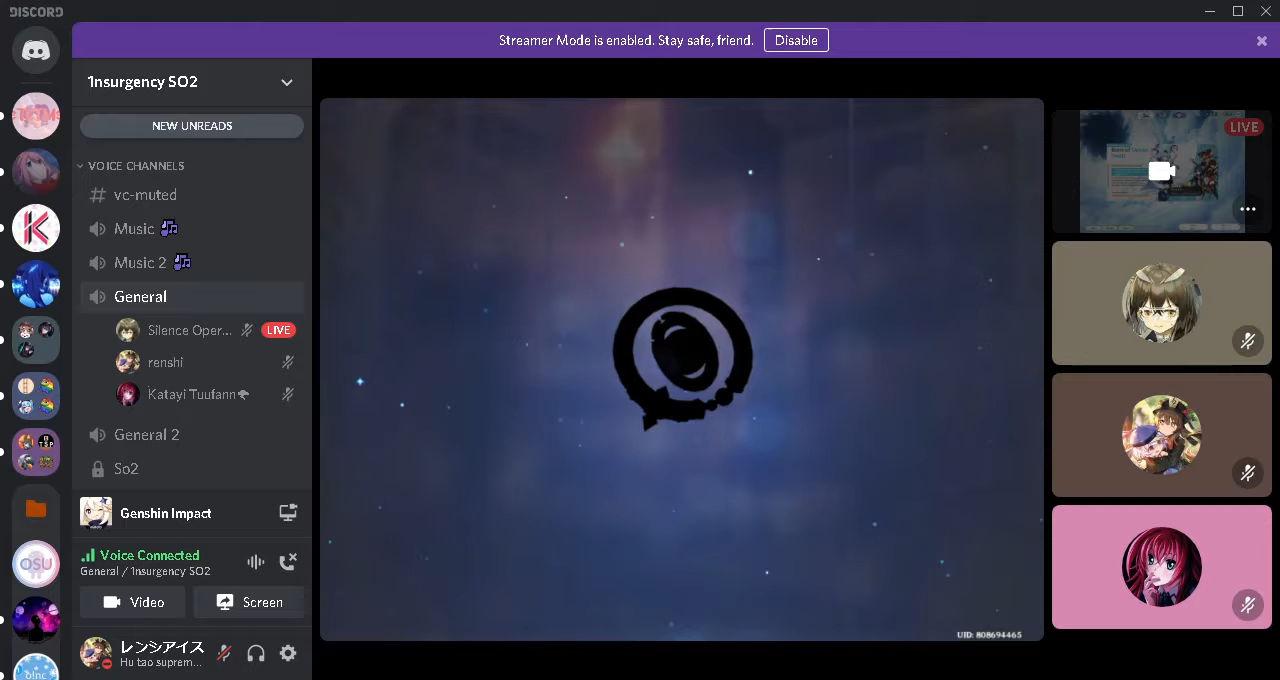 DISCORD
Streamer Mode is enabled. Stay safe, friend.
Disable
1nsurgency SO2
NEW UNREADS
VOICE CHANNELS
vc-muted
Music
Music 2
General
Silence Oper...
LIVE
renshi
Katayi Tuufann
General 2
So2
Genshin Impact
Voice Connected
General / 1nsurgency SO2
Video
Screen
レンシアイス
Hu tao suprem...
OSU
UID: 808694465
LIVE